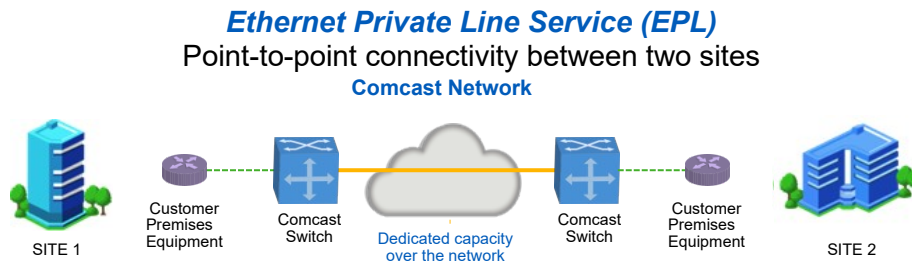 Ethernet Private Line Service (EPL)
Point-to-point connectivity between two sites
Comcast Network
Customer
Premises
Equipment
Comcast
Switch
Dedicated capacity
over the network
Comcast
Switch
Customer
Premises
Equipment
SITE 1
SITE 2